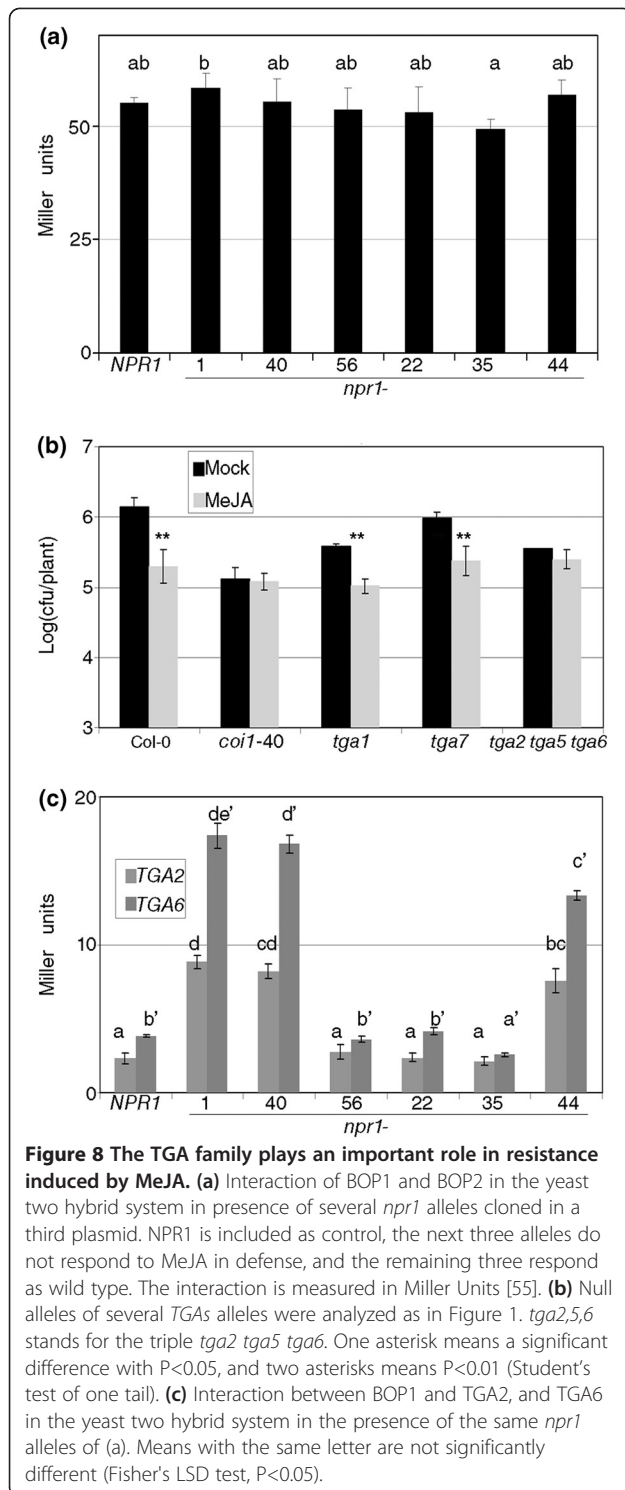 (a)
ab b ab ab ab a ab
50
25
0
Miller units
NPR1 1 40 56 22 35 44
npr1-
(b)
7
6
5
4
3
Log(cfu/plant)
Mock
MeJA
** ** **
Col-0 coi1-40 tga1 tga7 tga2 tga5 tga6
(c)
20
10
0
Miller units
TGA2
TGA6
a b' d de' cd d' a b' a b' a a' bc c'
NPR1 1 40 56 22 35 44
npr1-
Figure 8 The TGA family plays an important role in resistance
induced by MeJA. (a) Interaction of BOP1 and BOP2 in the yeast
two hybrid system in presence of several npr1 alleles cloned in a
third plasmid. NPR1 is included as control, the next three alleles do
not respond to MeJA in defense, and the remaining three respond
as wild type. The interaction is measured in Miller Units [55]. (b) Null
alleles of several TGAs alleles were analyzed as in Figure 1. tga2,5,6
stands for the triple tga2 tga5 tga6. One asterisk means a significant
difference with P<0.05, and two asterisks means P<0.01 (Student's
test of one tail). (c) Interaction between BOP1 and TGA2, and TGA6
in the yeast two hybrid system in the presence of the same npr1
alleles of (a). Means with the same letter are not significantly
different (Fisher's LSD test, P<0.05).